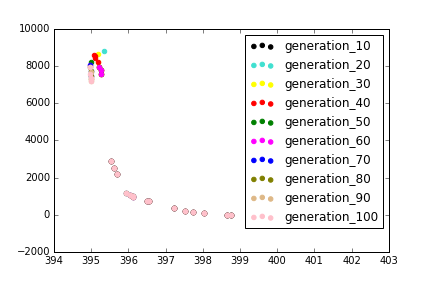 10000
8000
6000
4000
2000
0
−2000
394 395 396 397 398 399 400 401 402 403
generation_10
generation_20
generation_30
generation_40
generation_50
generation_60
generation_70
generation_80
generation_90
generation_100